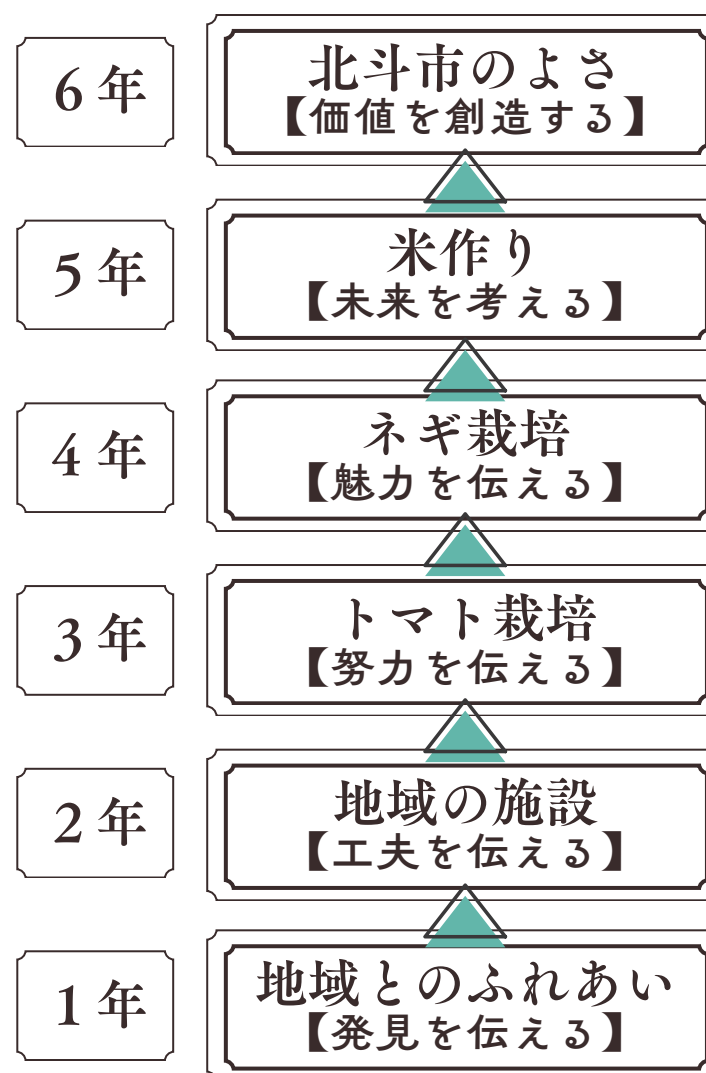 6年
北斗市のよさ
【価値を創造する】
5年
米作り
【未来を考える】
4年
ネギ栽培
【魅力を伝える】
3年
トマト栽培
【努力を伝える】
2年
地域の施設
【工夫を伝える】
1年
地域とのふれあい
【発見を伝える】